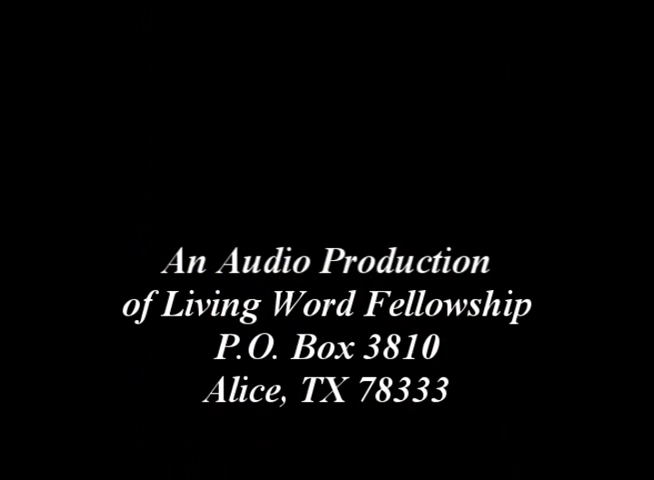 An Audio Production
of Living Word Fellowship
P.O. Box 3810
Alice, TX 78333